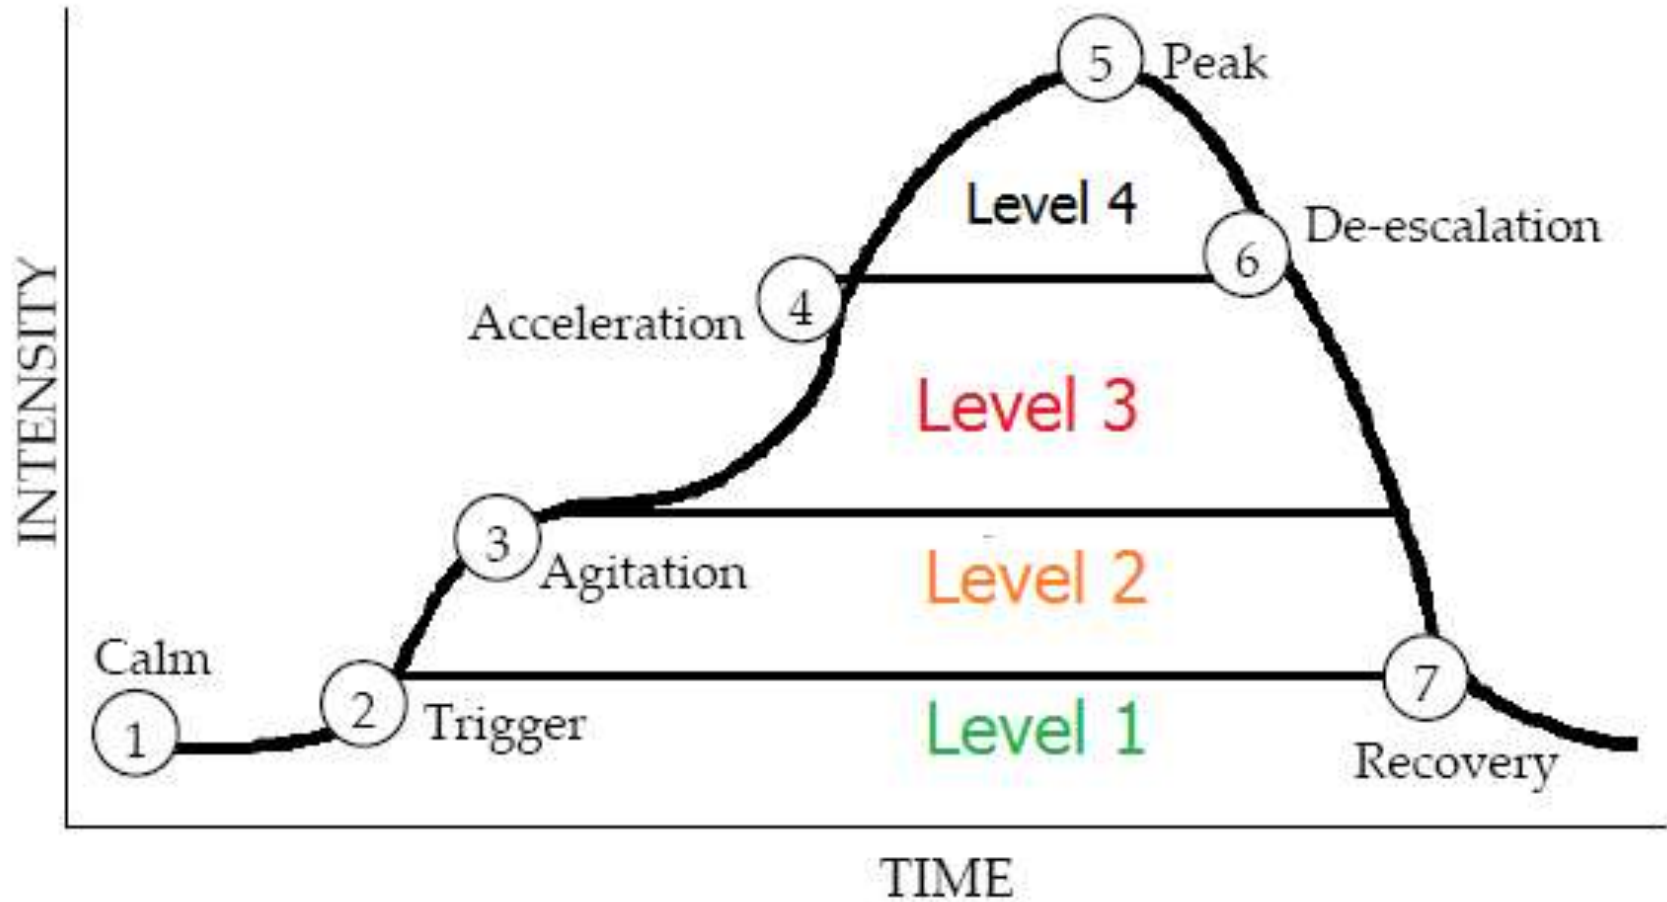 5 Peak
Level 4
6 De-escalation
4
Acceleration
INTENSITY
Level 3
3
Agitation
Level 2
Calm
1
2
Trigger
Level 1
7
Recovery
TIME